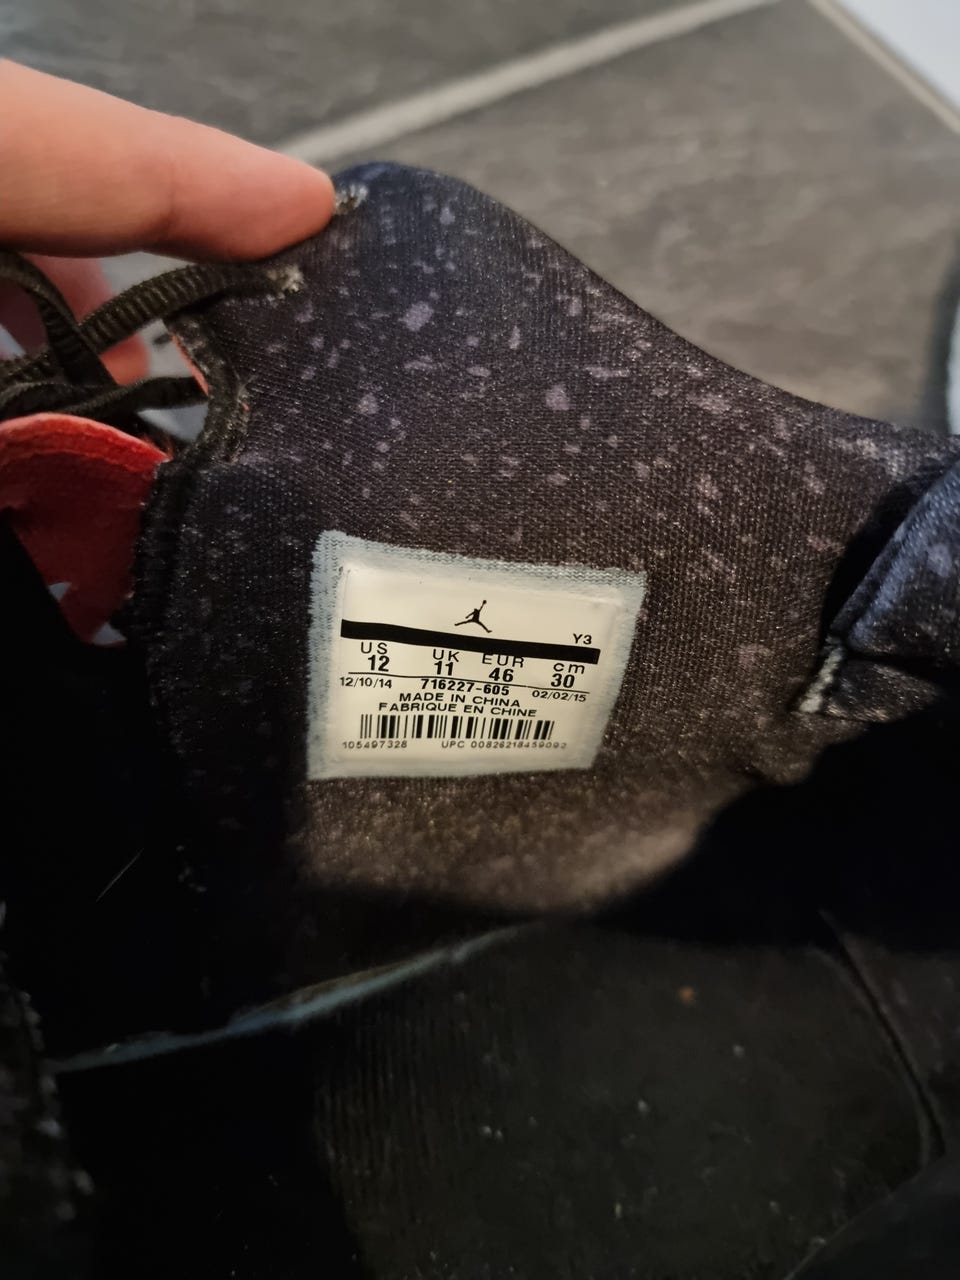 Y3
US UK EUR cm
12 11 46 30
12/10/14 716227-605 02/02/15
MADE IN CHINA
FABRIQUE EN CHINE
105497328 UPC 00826218459092